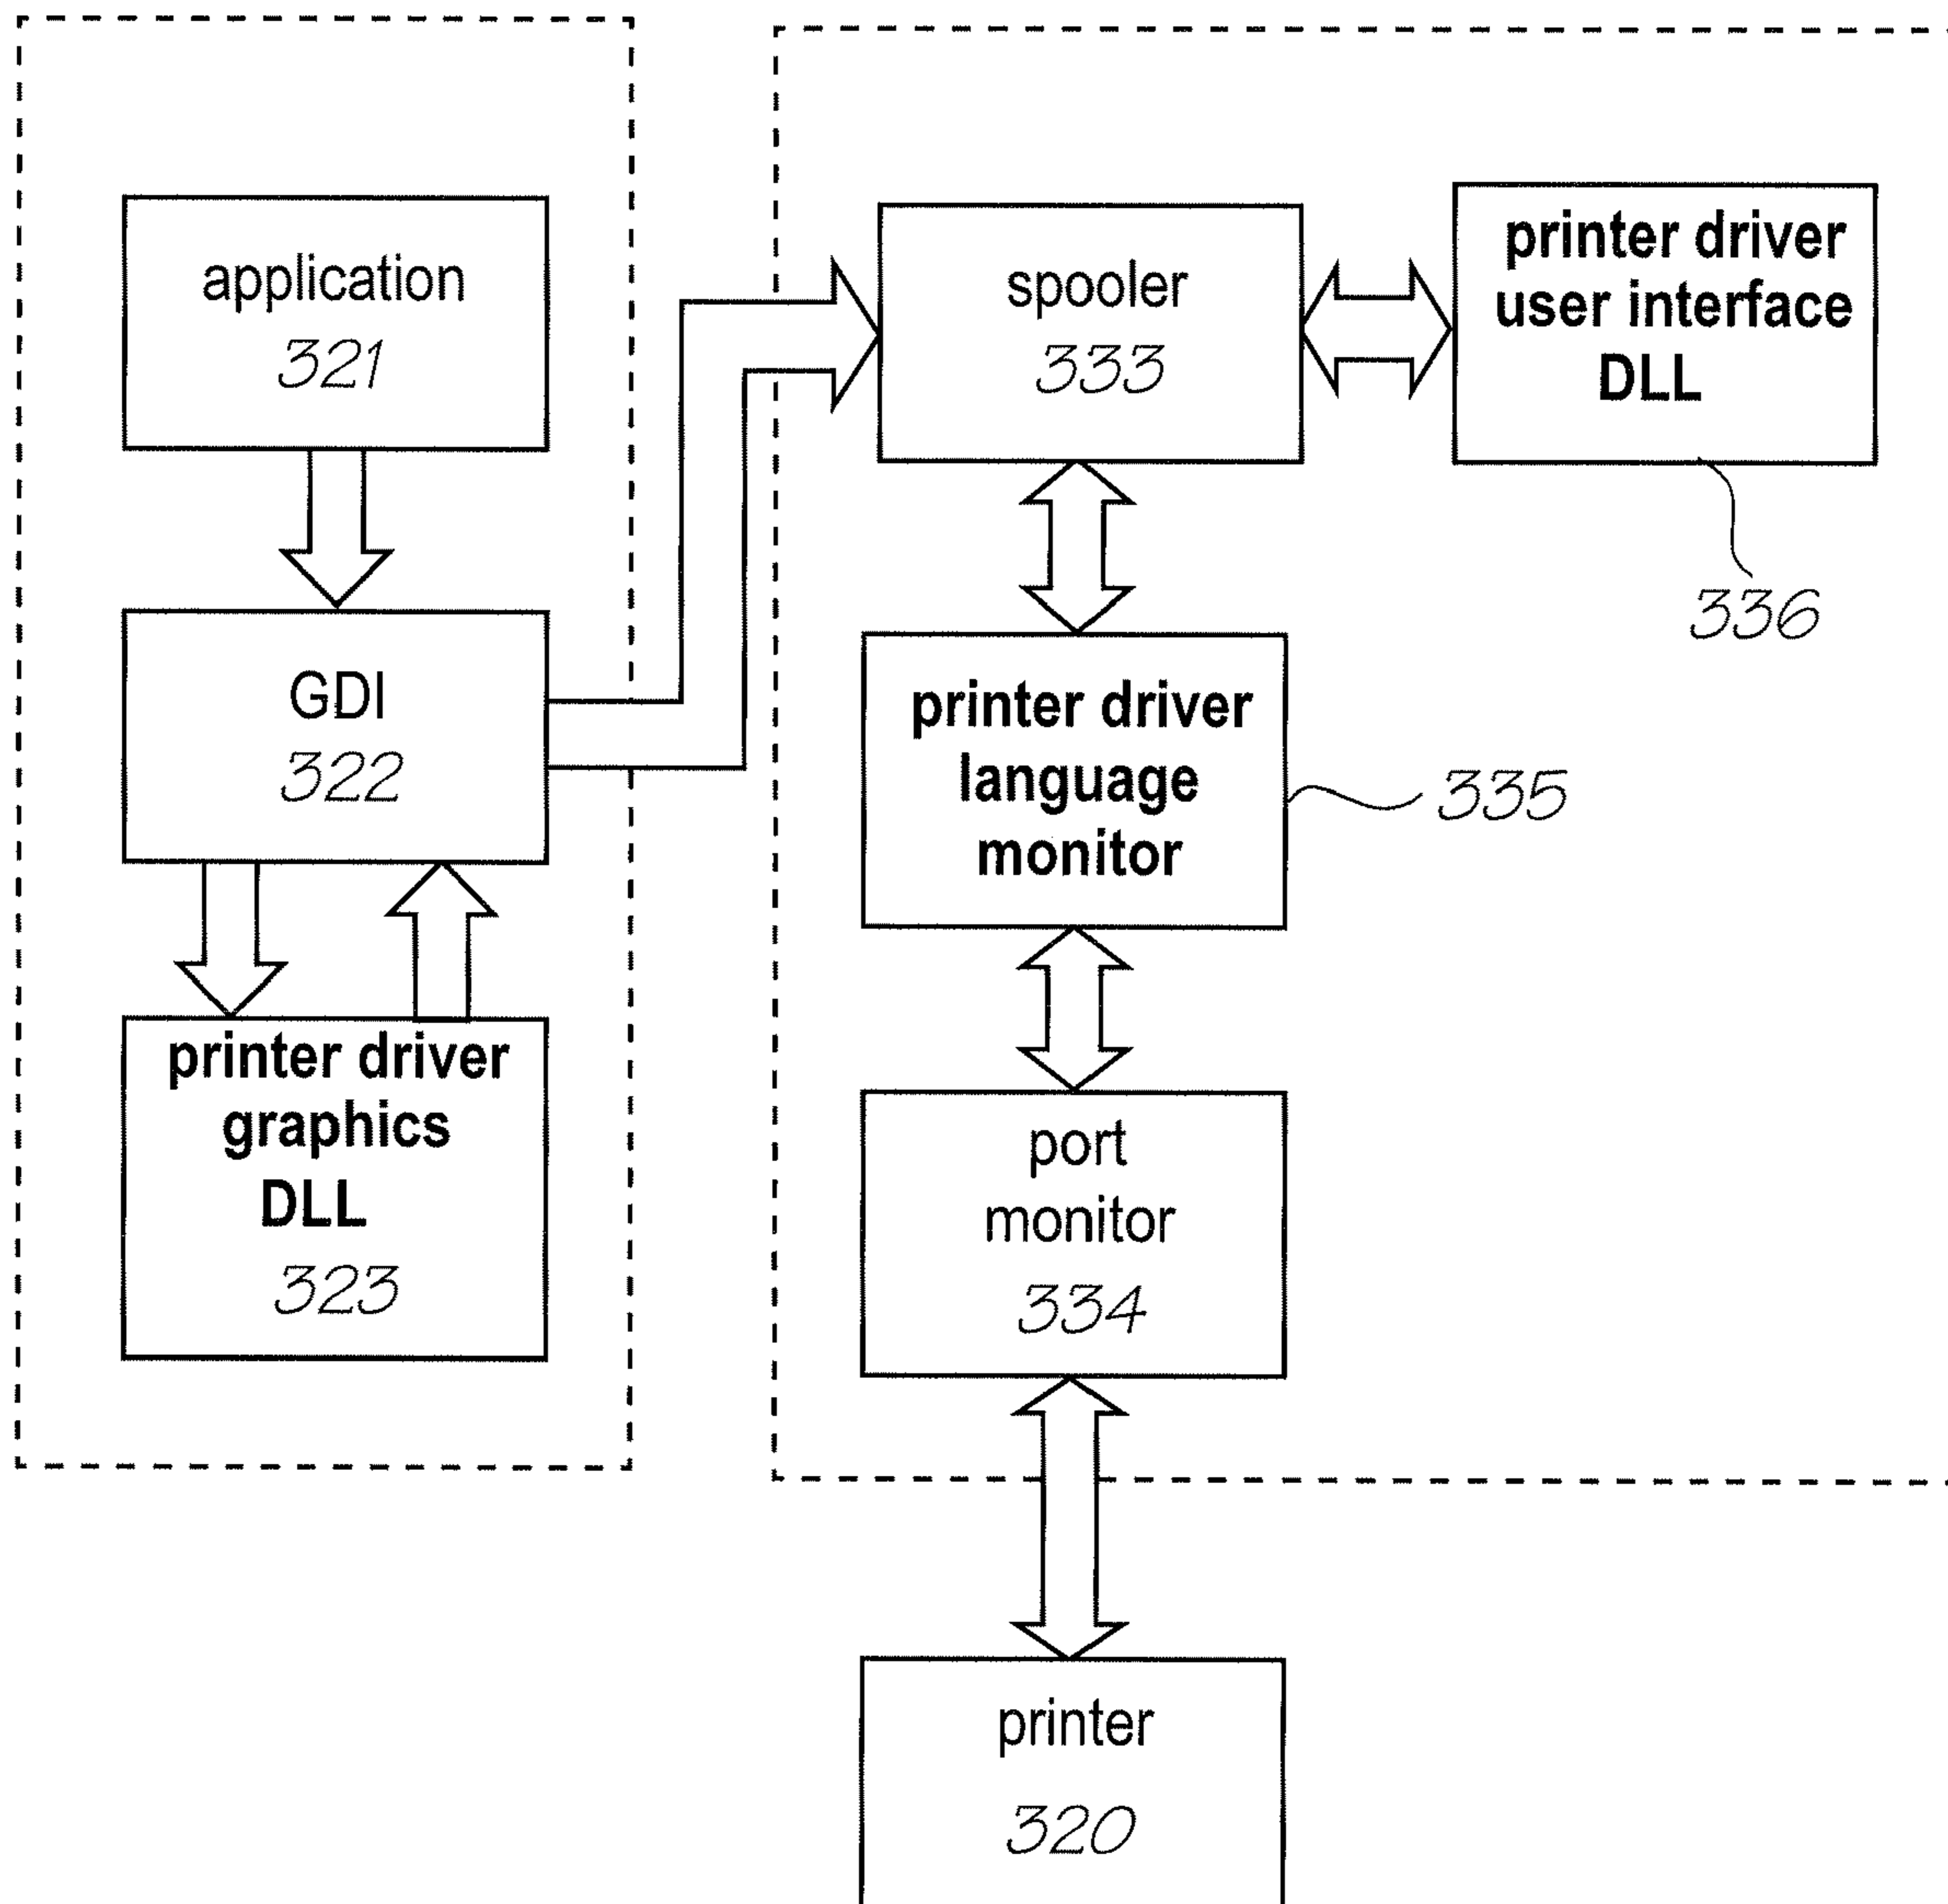 application
321
GDI
322
printer driver
graphics
DLL
323
spooler
333
printer driver
user interface
DLL
336
printer driver
language
monitor
335
port
monitor
334
printer
320